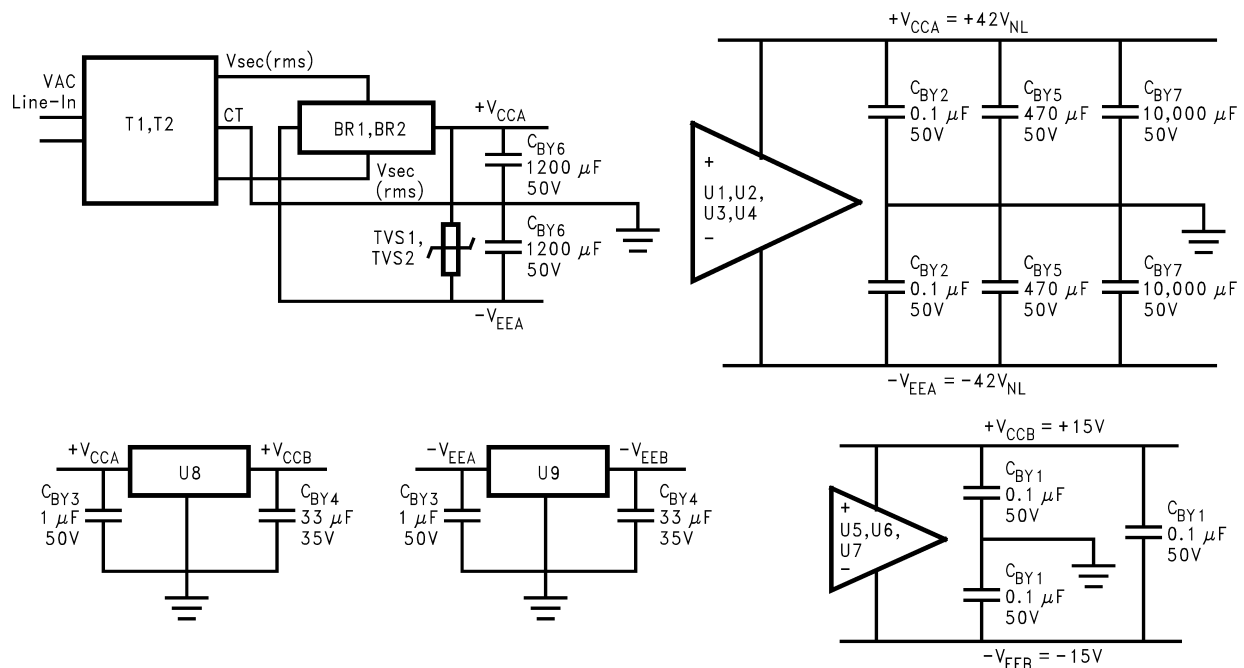 VAC
Line-In
T1,T2
Vsec(rms)
CT
BR1,BR2
Vsec
(rms)
+VCCA
CBY6
1200 μF
50V
TVS1,
TVS2
CBY6
1200 μF
50V
-VEEA
+VCCA = +42VNL
+
U1,U2,
U3,U4
-
CBY2
0.1 μF
50V
CBY5
470 μF
50V
CBY7
10,000 μF
50V
CBY2
0.1 μF
50V
CBY5
470 μF
50V
CBY7
10,000 μF
50V
-VEEA = -42VNL
+VCCA
U8
+VCCB
CBY3
1 μF
50V
CBY4
33 μF
35V
-VEEA
U9
-VEEB
CBY3
1 μF
50V
CBY4
33 μF
35V
+VCCB = +15V
+
U5,U6,
U7
-
CBY1
0.1 μF
50V
CBY1
0.1 μF
50V
CBY1
0.1 μF
50V
-VEEB = -15V